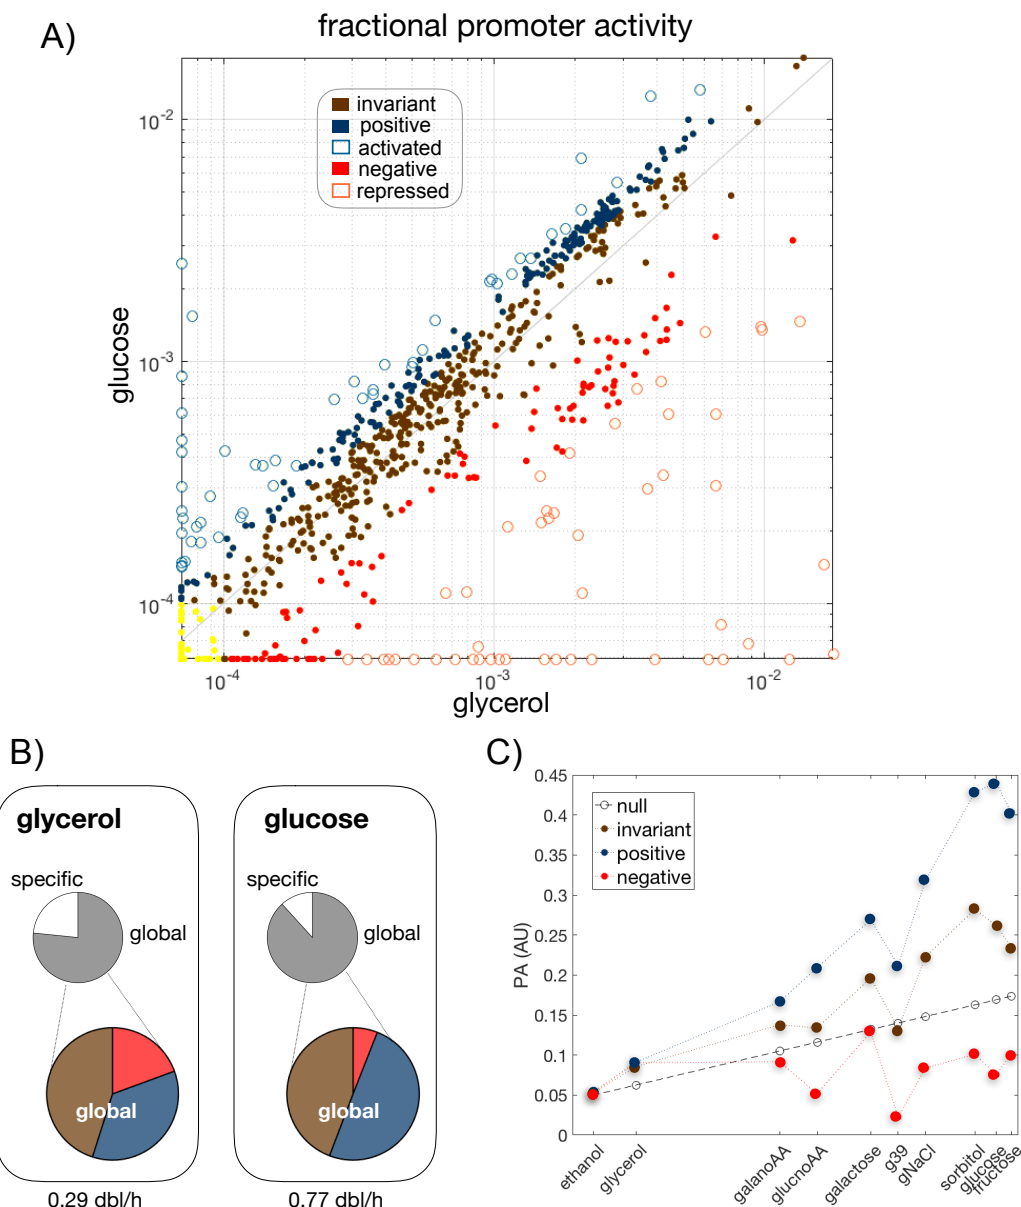 A)
fractional promoter activity
invariant
positive
activated
negative
repressed
10-2
10-3
10-4
glucose
10-4
10-3
10-2
glycerol
B)
glycerol
specific
global
global
0.29 dbl/h
glucose
specific
global
global
0.77 dbl/h
C)
0.45
0.4
0.35
0.3
0.25
0.2
0.15
0.1
0.05
0
PA (AU)
null
invariant
positive
negative
ethanol
glycerol
galanoAA
glucnoAA
galactose
g39
gNaCl
sorbitol
glucose
fructose